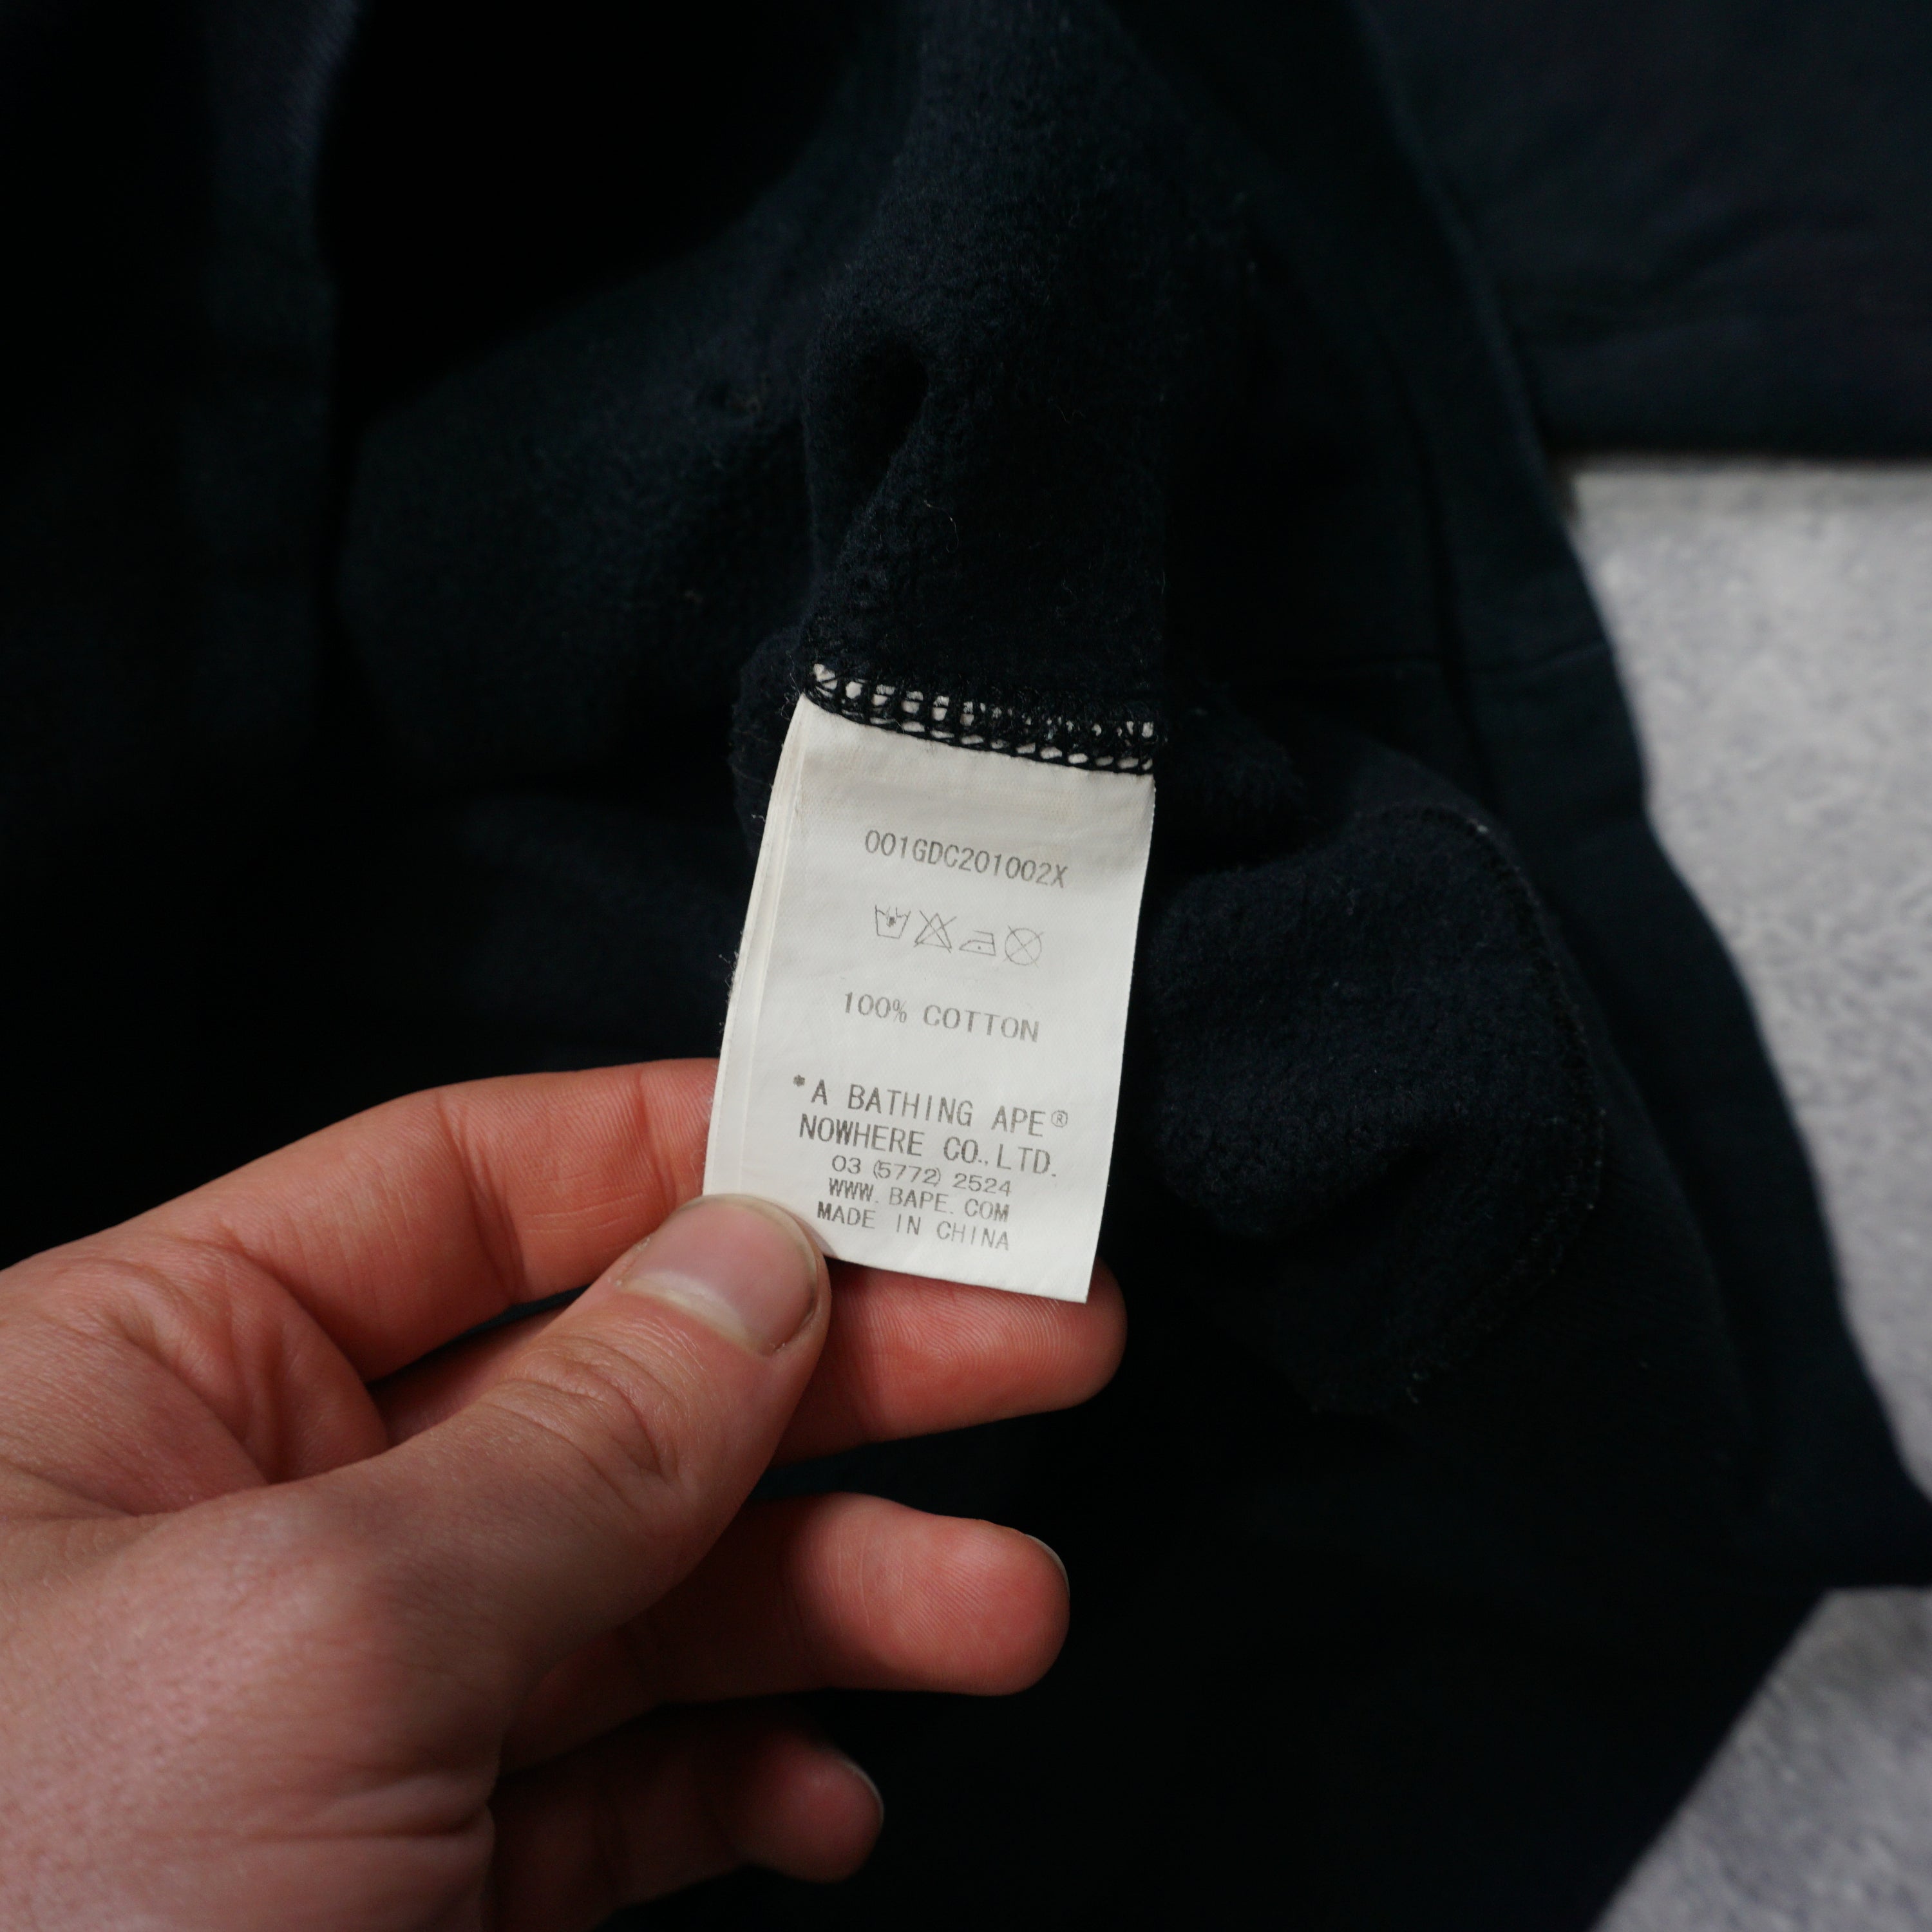 001GDC201002X
100% COTTON
*A BATHING APE®
NOWHERE CO.,LTD.
03 (5772) 2524
WWW. BAPE. COM
MADE IN CHINA